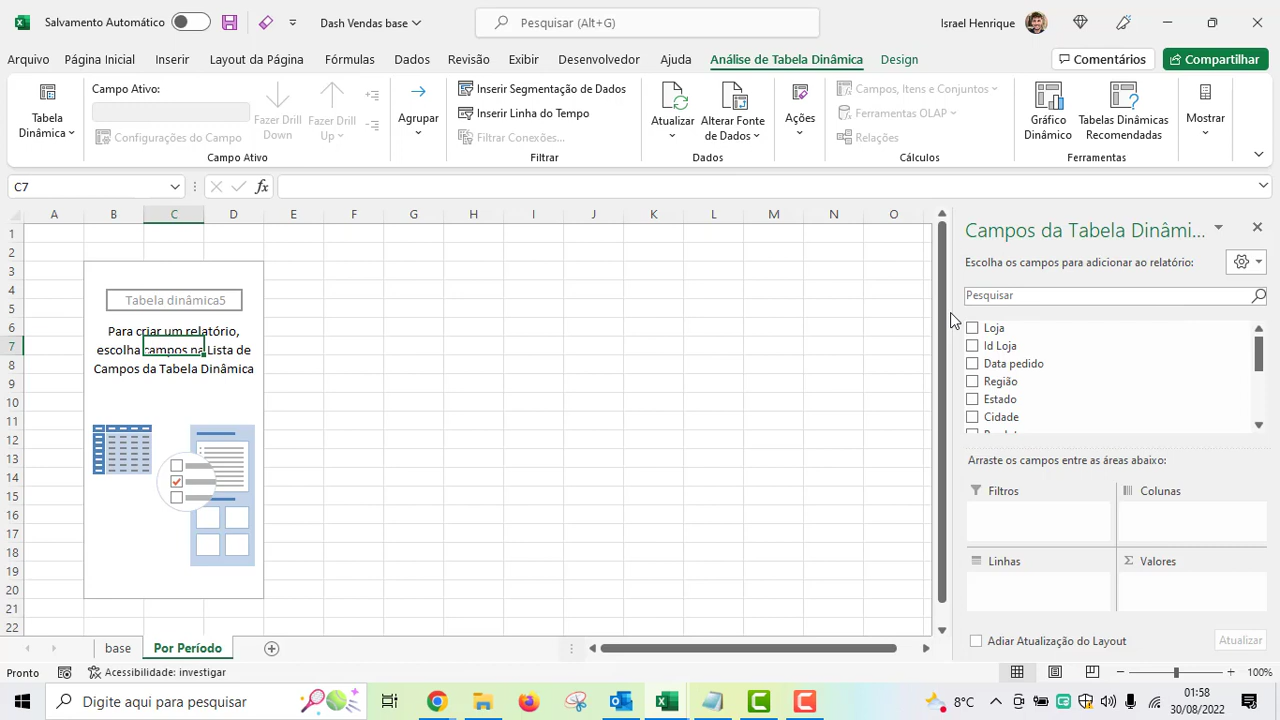 Salvamento Automático
Dash Vendas base
Pesquisar (Alt+G)
Israel Henrique
Arquivo
Página Inicial
Inserir
Layout da Página
Fórmulas
Dados
Revisão
Exibir
Desenvolvedor
Ajuda
Análise de Tabela Dinâmica
Design
Comentários
Compartilhar
Tabela
Dinâmica
Campo Ativo:
Configurações do Campo
Fazer Drill
Down
Fazer Drill
Up
Campo Ativo
Agrupar
Inserir Segmentação de Dados
Inserir Linha do Tempo
Filtrar Conexões...
Filtrar
Atualizar
Alterar Fonte
de Dados
Dados
Ações
Campos, Itens e Conjuntos
Ferramentas OLAP
Relações
Cálculos
Gráfico
Dinâmico
Tabelas Dinâmicas
Recomendadas
Ferramentas
Mostrar
C7
fx
A B C D E F G H I J K L M N O
1
2
3
4
5
6
7
8
9
10
11
12
13
14
15
16
17
18
19
20
21
22
Tabela dinâmica5
Para criar um relatório,
escolha campos na Lista de
Campos da Tabela Dinâmica
Campos da Tabela Dinâmi...
Escolha os campos para adicionar ao relatório:
Pesquisar
Loja
Id Loja
Data pedido
Região
Estado
Cidade
Arraste os campos entre as áreas abaixo:
Filtros
Colunas
Linhas
Σ Valores
Adiar Atualização do Layout
Atualizar
base
Por Período
Pronto
Acessibilidade: investigar
100%
Digite aqui para pesquisar
8°C
01:58
30/08/2022